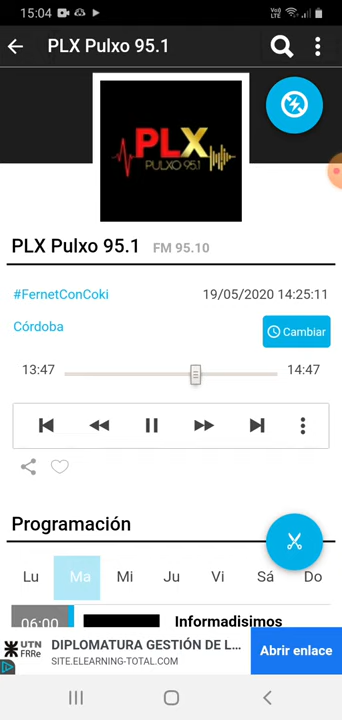 15:04
PLX Pulxo 95.1
PLX
PULXO 95.1
PLX Pulxo 95.1 FM 95.10
#FernetConCoki 19/05/2020 14:25:11
Córdoba
Cambiar
13:47 14:47
Programación
Lu Ma Mi Ju Vi Sá Do
06:00 Informadisimos
UTN FRRe
DIPLOMATURA GESTIÓN DE L...
SITE.ELEARNING-TOTAL.COM
Abrir enlace